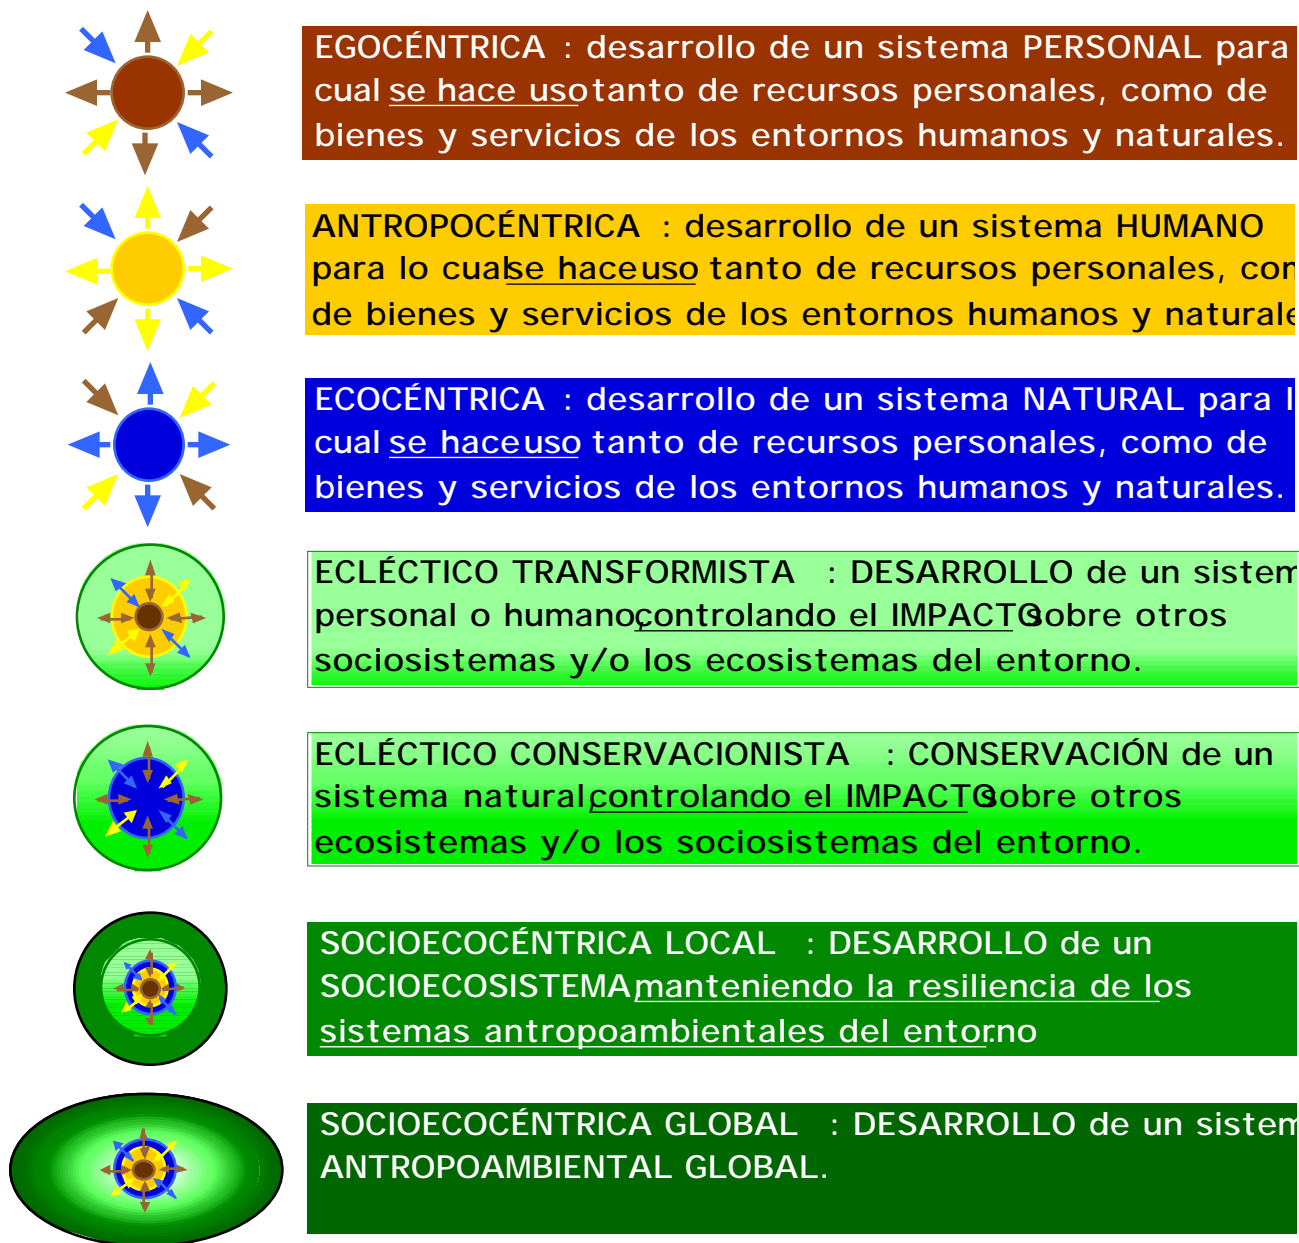 EGOCÉNTRICA : desarrollo de un sistema PERSONAL para
cual se hace uso tanto de recursos personales, como de
bienes y servicios de los entornos humanos y naturales.
ANTROPOCÉNTRICA : desarrollo de un sistema HUMANO
para lo cual se hace uso tanto de recursos personales, com
de bienes y servicios de los entornos humanos y naturale
ECOCÉNTRICA : desarrollo de un sistema NATURAL para l
cual se hace uso tanto de recursos personales, como de
bienes y servicios de los entornos humanos y naturales.
ECLÉCTICO TRANSFORMISTA : DESARROLLO de un sistem
personal o humano, controlando el IMPACTO sobre otros
sociosistemas y/o los ecosistemas del entorno.
ECLÉCTICO CONSERVACIONISTA : CONSERVACIÓN de un
sistema natural, controlando el IMPACTO sobre otros
ecosistemas y/o los sociosistemas del entorno.
SOCIOECOCÉNTRICA LOCAL : DESARROLLO de un
SOCIOECOSISTEMA manteniendo la resiliencia de los
sistemas antropoambientales del entorno.
SOCIOECOCÉNTRICA GLOBAL : DESARROLLO de un sistem
ANTROPOAMBIENTAL GLOBAL.